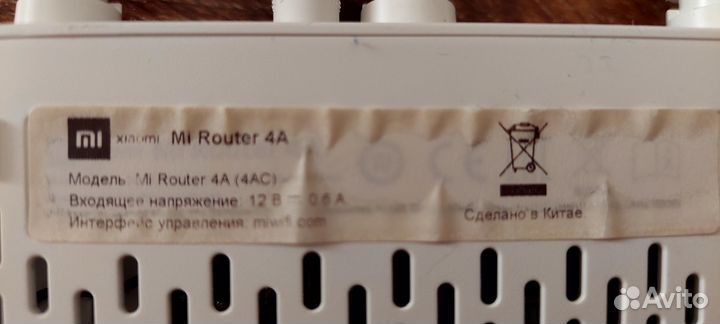 mi xiaomi Mi Router 4A
Модель: Mi Router 4A (4AC)
Входящее напряжение: 12 В 0.6 А
Интерфейс управления: miwifi.com
Сделано в Китае
Avito